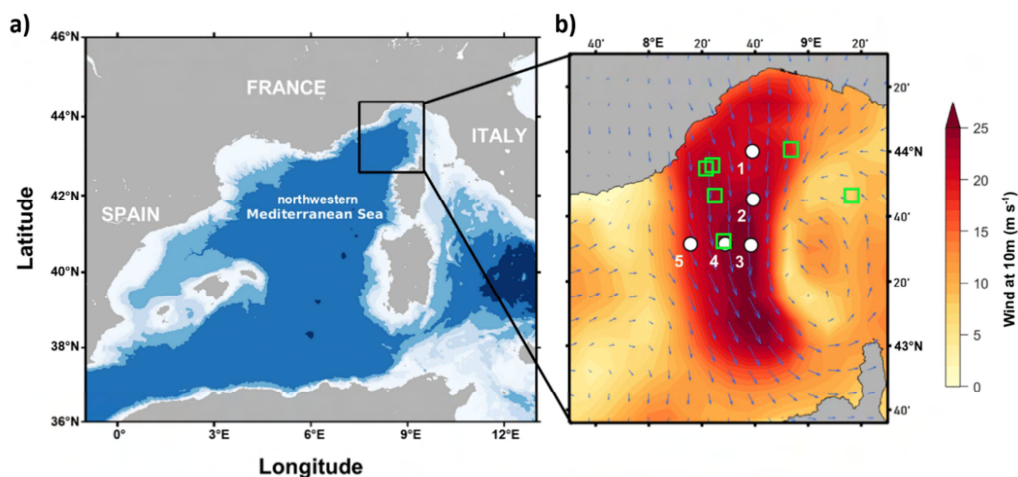 a)
46°N
44°N
42°N
40°N
38°N
36°N
0°
3°E
6°E
9°E
12°E
Latitude
Longitude
FRANCE
ITALY
SPAIN
northwestern
Mediterranean Sea
b)
40'
8°E
20'
40'
9°E
20'
20'
44°N
40'
20'
43°N
40'
1
2
5
4
3
25
20
15
10
5
0
Wind at 10m (m s⁻¹)